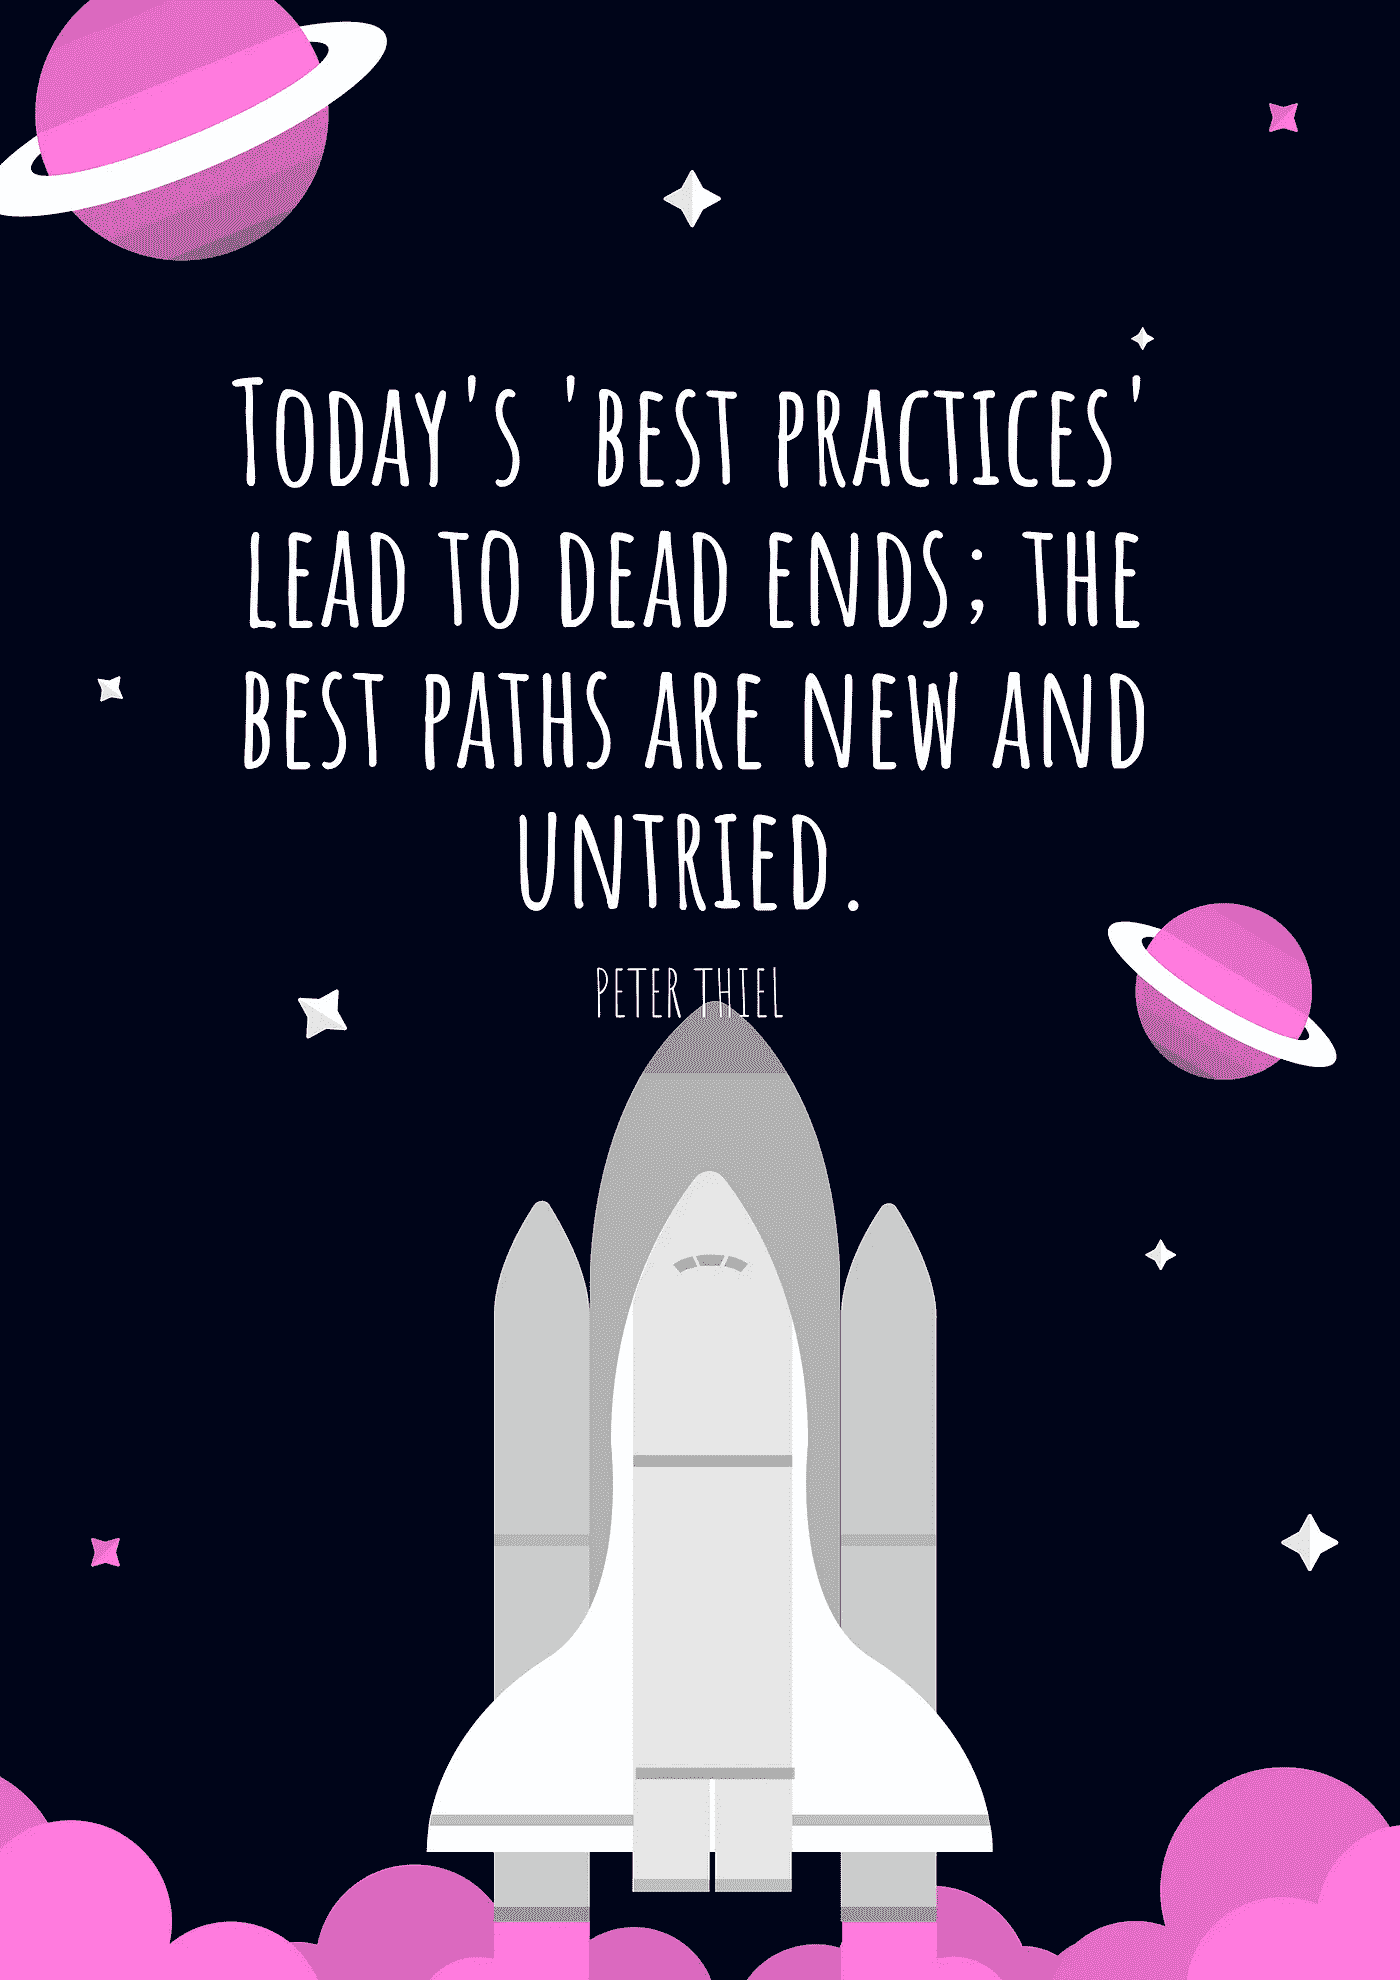 Today's 'best practices'
lead to dead ends; the
best paths are new and
untried.
Peter Thiel